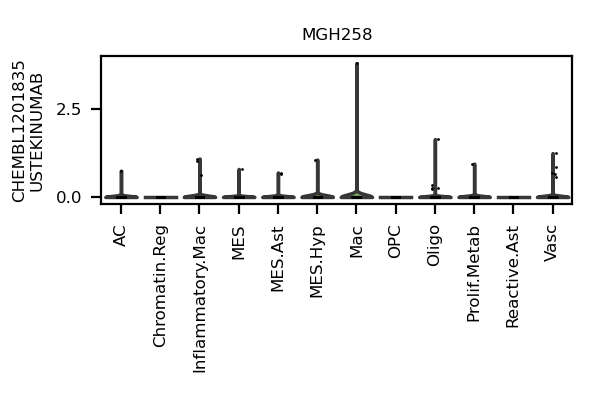 MGH258
CHEMBL1201835
USTEKINUMAB
2.5
0.0
AC
Chromatin.Reg
Inflammatory.Mac
MES
MES.Ast
MES.Hyp
Mac
OPC
Oligo
Prolif.Metab
Reactive.Ast
Vasc